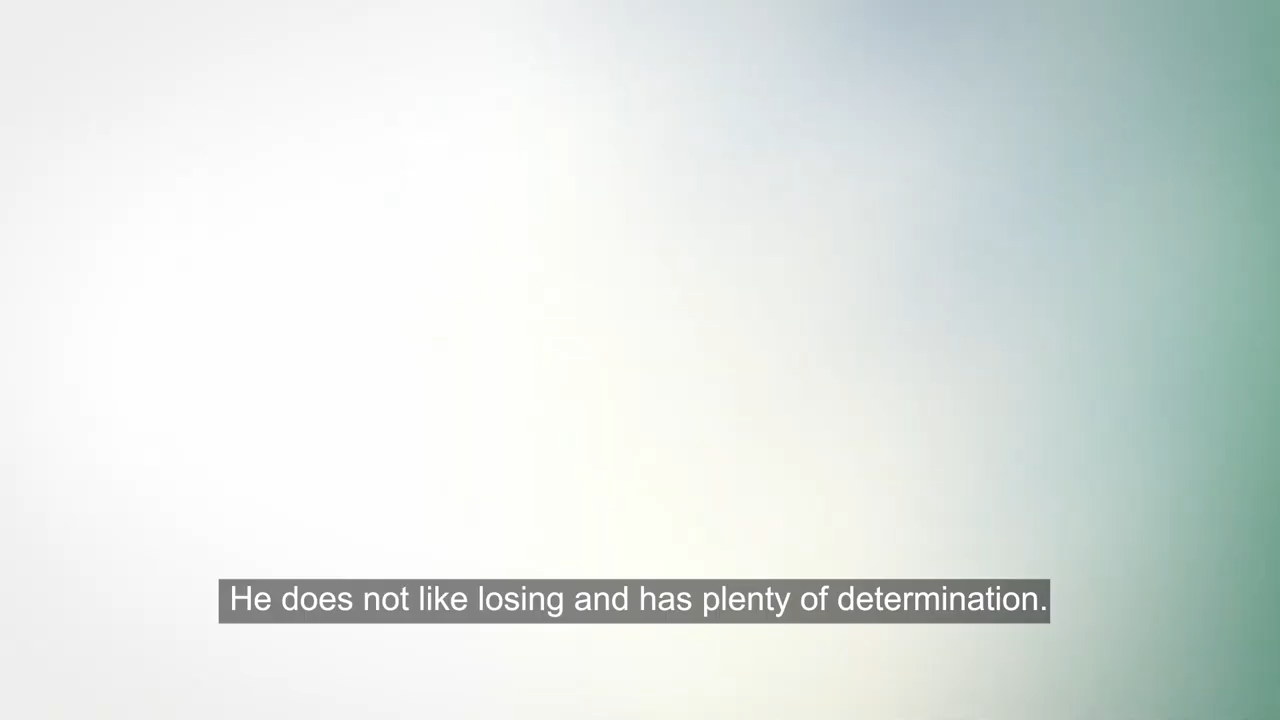 He does not like losing and has plenty of determination.